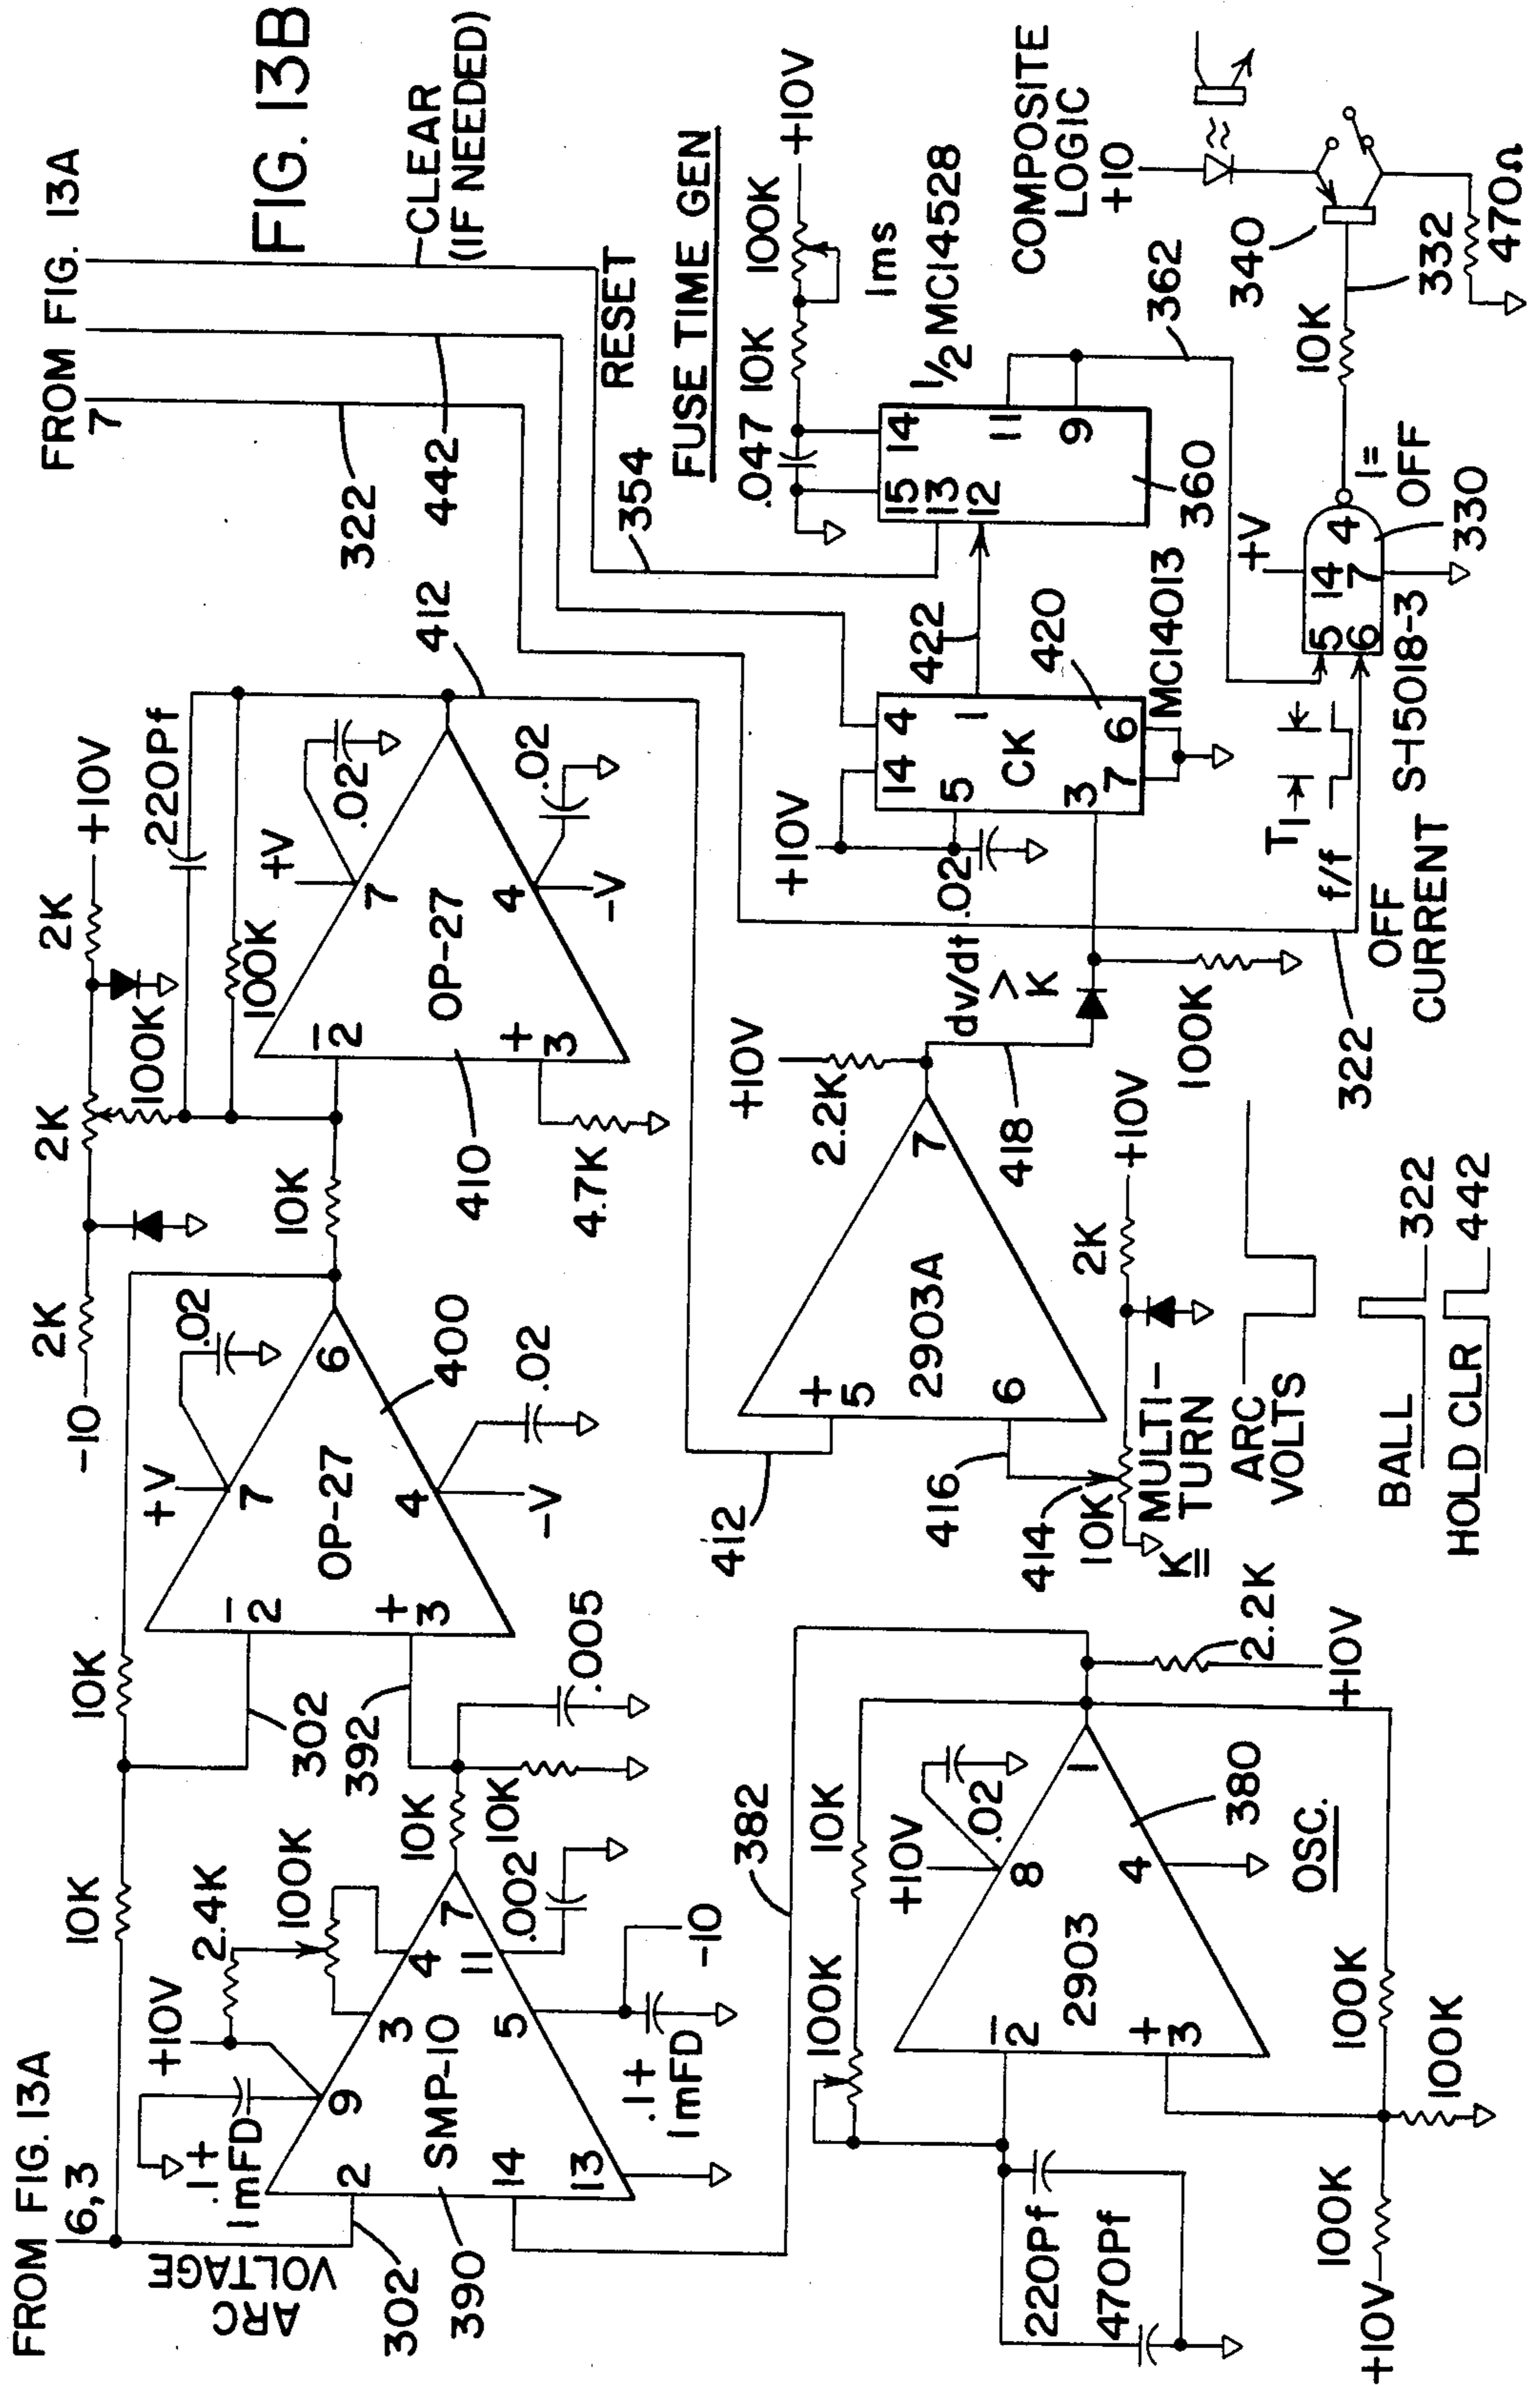 FIG. 13B
FROM FIG. 13A
6,3
ARC
VOLTAGE
302
390
.1+
1mFD
+10V
2.4K
100K
9
3
4
2
SMP-10
7
14
5
11
13
.002
.1+
1mFD
-10
10K
10K
302
392
10K
10K
.005
-2
+
3
OP-27
7
+V
.02
6
4
-V
.02
400
-10
2K
2K
2K
+10V
100K
220Pf
100K
10K
410
4.7K
-2
+
3
OP-27
7
+V
.02
4
-V
.02
412
FROM FIG. 13A
7
322
442
CLEAR
(IF NEEDED)
354
RESET
FUSE TIME GEN
.047
10K
100K
+10V
1ms
1/2 MC14528
15
14
13
12
11
9
360
362
422
420
+10V
14
4
5
1
CK
3
7
6
MC14013
.02
382
10K
100K
+10V
8
.02
-2
+
3
2903
1
4
380
OSC.
2.2K
+10V
220Pf
470Pf
100K
100K
100K
+10V
412
416
414
+
5
6
2903A
7
2.2K
+10V
418
dv/dt
>
K
100K
10K
MULTI-
TURN
K
2K
+10V
ARC
VOLTS
BALL
322
HOLD CLR
442
322
OFF
CURRENT
f/f
T1
S-15018-3
5
6
14
7
4
+V
1=
OFF
330
10K
332
340
470Ω
COMPOSITE
LOGIC
+10